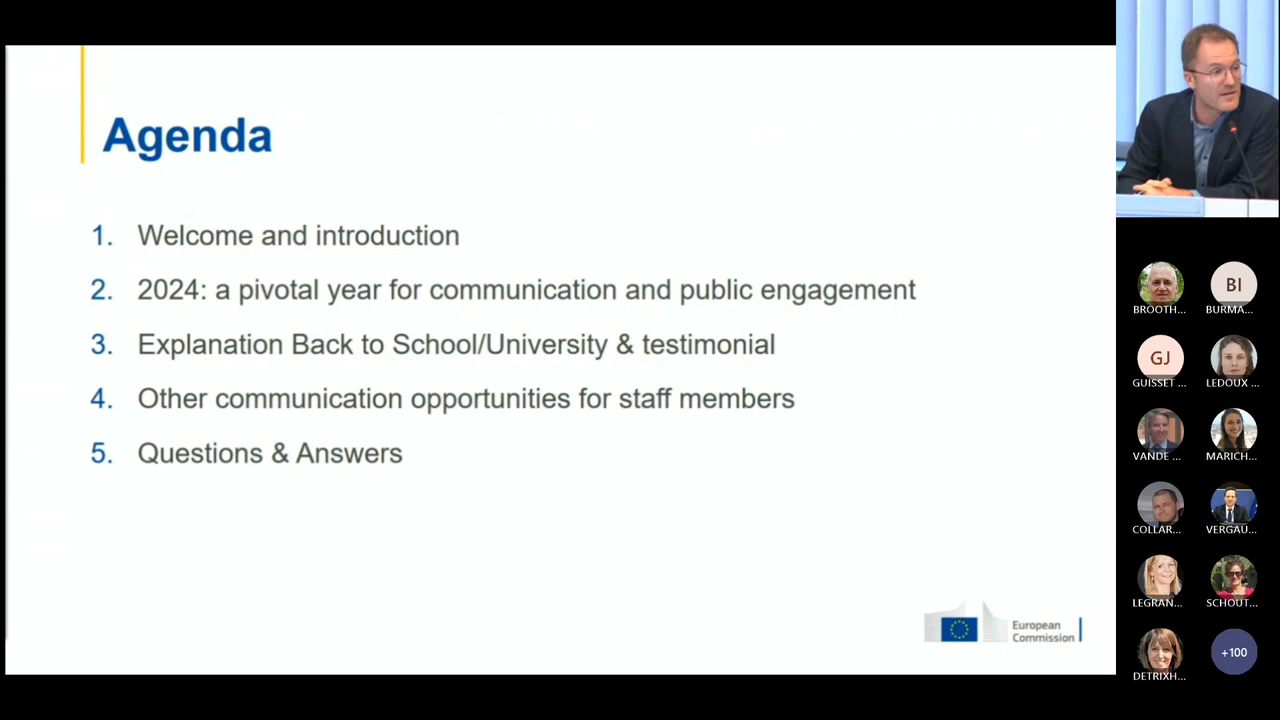 Agenda
1. Welcome and introduction
2. 2024: a pivotal year for communication and public engagement
3. Explanation Back to School/University & testimonial
4. Other communication opportunities for staff members
5. Questions & Answers
European
Commission
BROOTH...
BI
BURMA...
GJ
GUISSET ...
LEDOUX ...
VANDE ...
MARICH...
COLLAR...
VERGAU...
LEGRAN...
SCHOUT...
DETRIXH...
+100